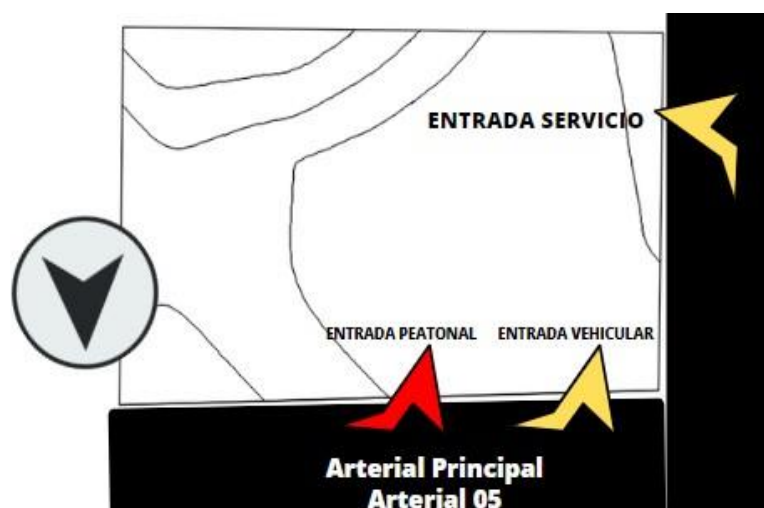 ENTRADA SERVICIO
ENTRADA PEATONAL
ENTRADA VEHICULAR
Arterial Principal
Arterial 05